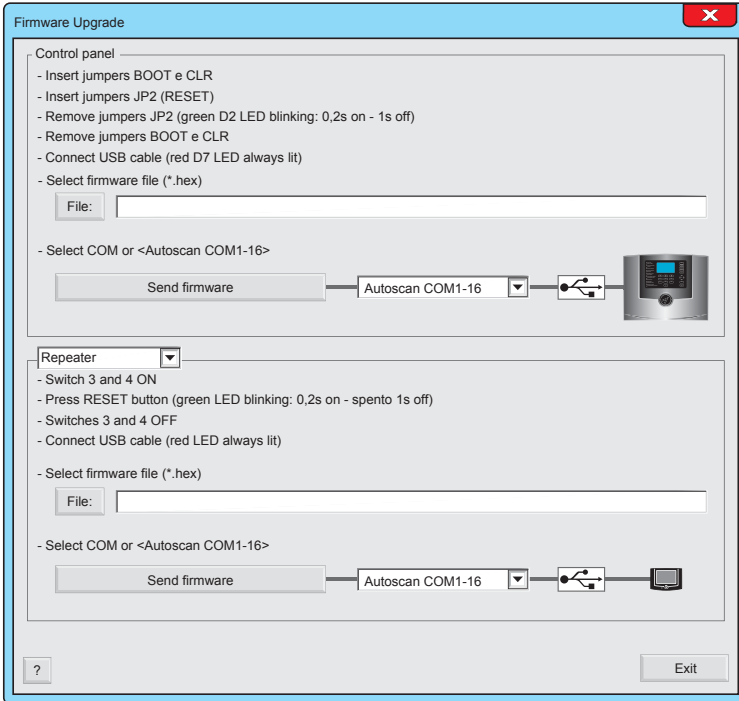 Firmware Upgrade
Control panel
- Insert jumpers BOOT e CLR
- Insert jumpers JP2 (RESET)
- Remove jumpers JP2 (green D2 LED blinking: 0,2s on - 1s off)
- Remove jumpers BOOT e CLR
- Connect USB cable (red D7 LED always lit)
- Select firmware file (*.hex)
File:
- Select COM or <Autoscan COM1-16>
Send firmware Autoscan COM1-16
Repeater
- Switch 3 and 4 ON
- Press RESET button (green LED blinking: 0,2s on - spento 1s off)
- Switches 3 and 4 OFF
- Connect USB cable (red LED always lit)
- Select firmware file (*.hex)
File:
- Select COM or <Autoscan COM1-16>
Send firmware Autoscan COM1-16
? Exit